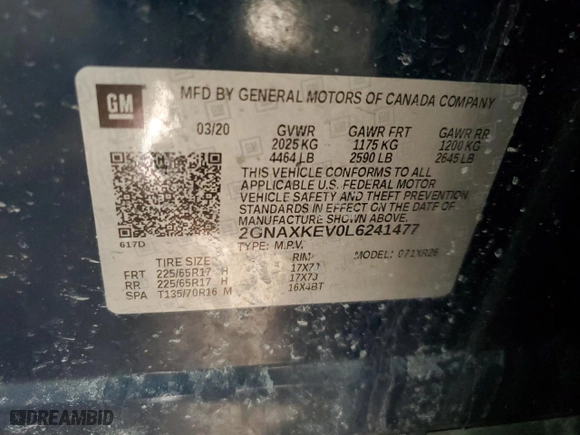 GM
MFD BY GENERAL MOTORS OF CANADA COMPANY
03/20 GVWR GAWR FRT GAWR RR
2025 KG 1175 KG 1200 KG
4464 LB 2590 LB 2645 LB
THIS VEHICLE CONFORMS TO ALL
APPLICABLE U.S. FEDERAL MOTOR
VEHICLE SAFETY AND THEFT PREVENTION
STANDARDS IN EFFECT ON THE DATE OF
MANUFACTURE SHOWN ABOVE.
617D
2GNAXKEV0L6241477
TYPE: M.P.V. MODEL: 071XR26
TIRE SIZE RIM
FRT 225/65R17 H 17X7J
RR 225/65R17 H 17X7J
SPA T135/70R16 M 16X4BT
DREAMBID